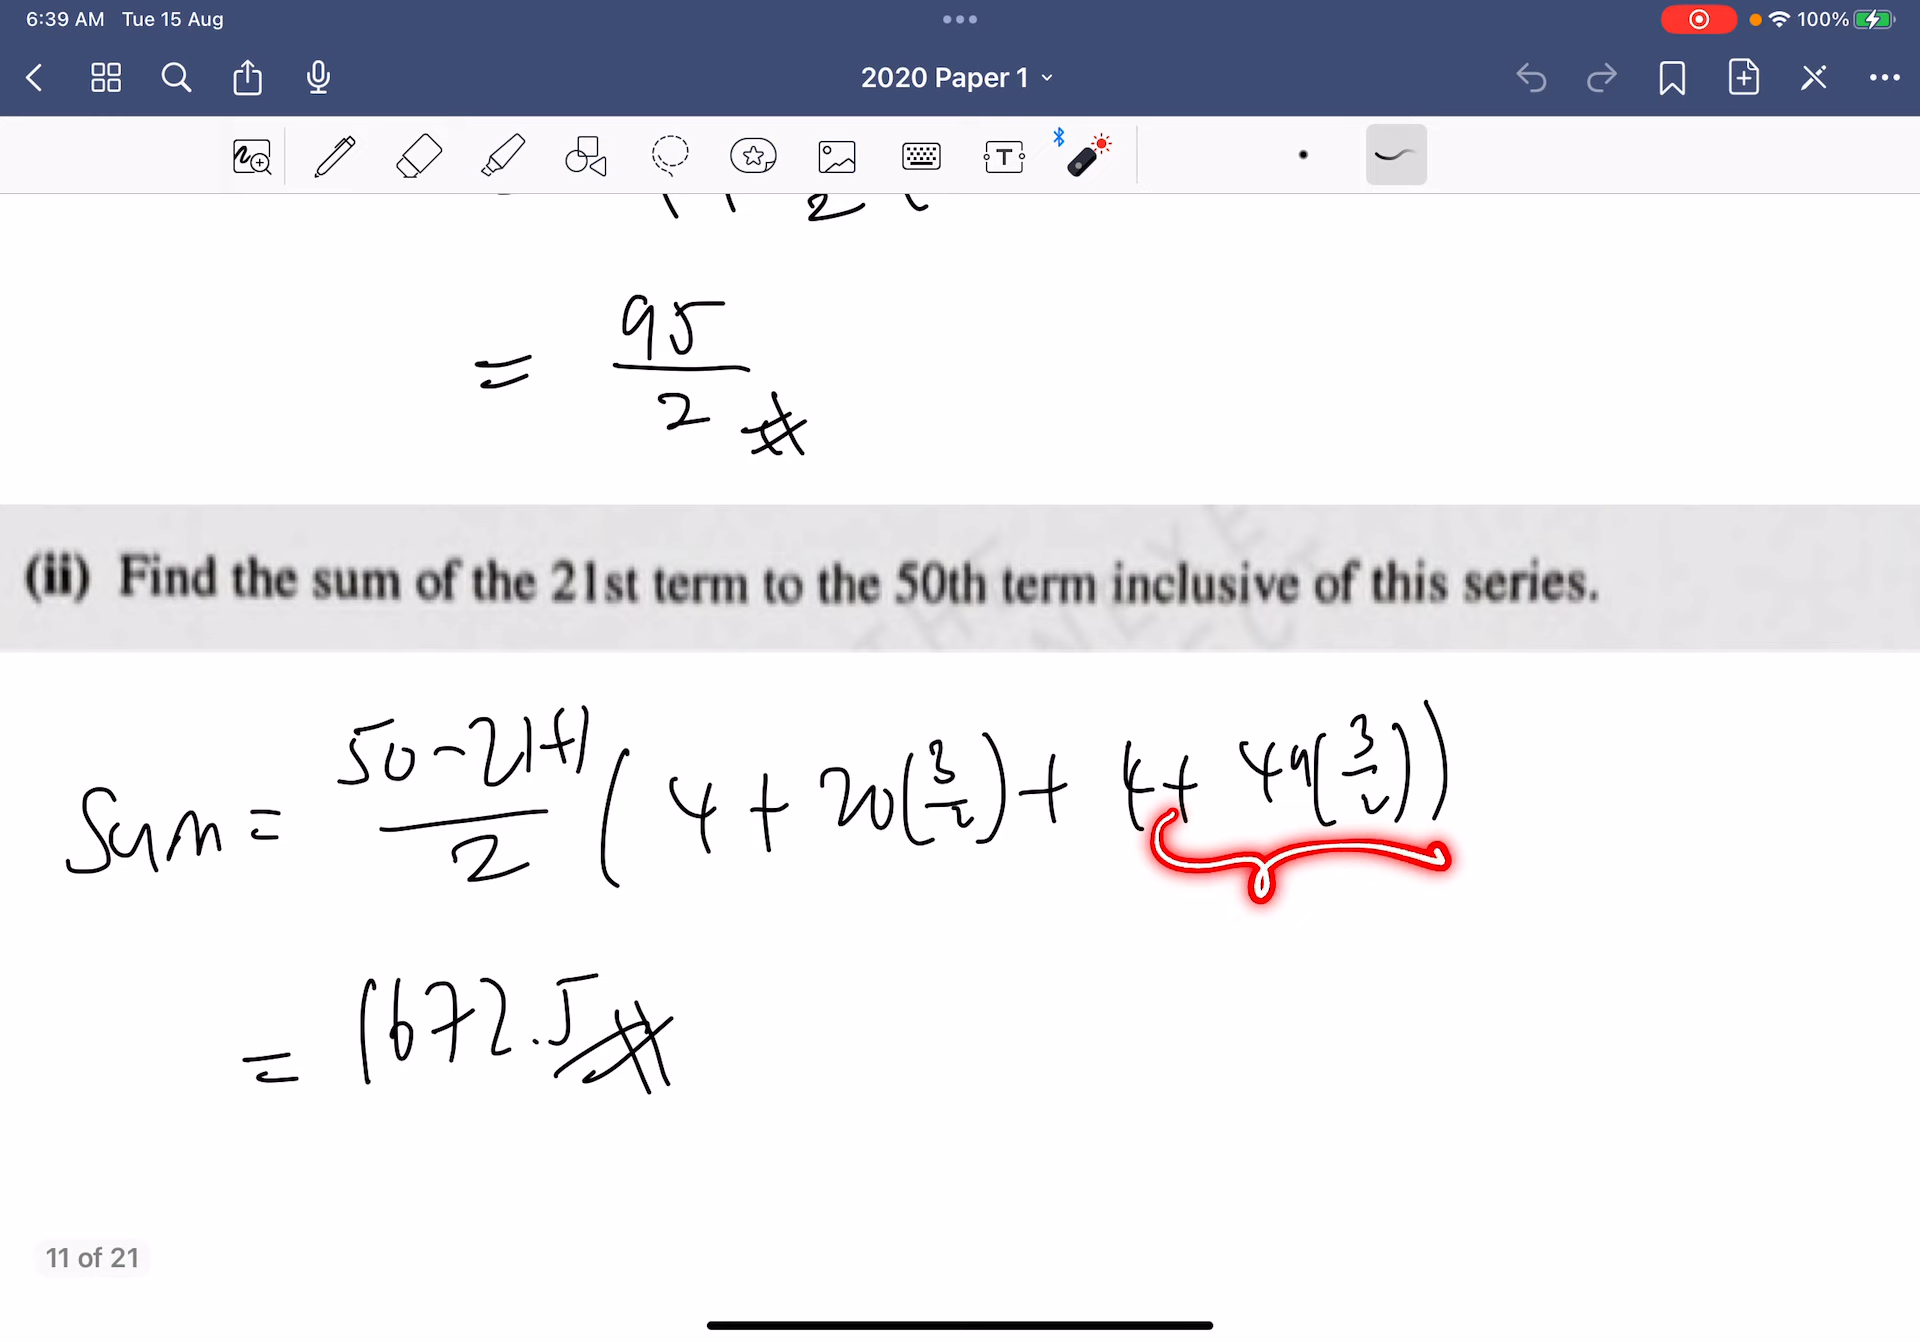 6:39 AM Tue 15 Aug
100%
2020 Paper 1
T
= 95/2 #
(ii) Find the sum of the 21st term to the 50th term inclusive of this series.
Sum = (50-21+1)/2 (4 + 20(3/2) + 4 + 49(3/2))
= 1672.5 #
11 of 21